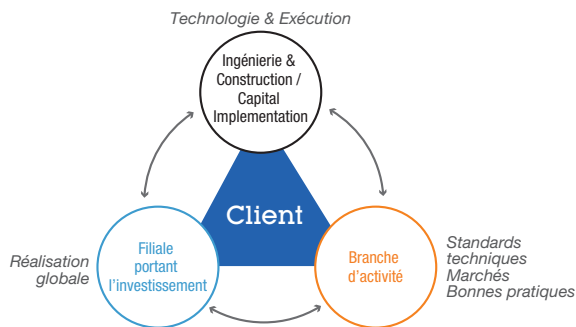 Technologie & Exécution
Ingénierie &
Construction /
Capital
Implementation
Client
Réalisation
globale
Filiale
portant
l'investissement
Branche
d'activité
Standards
techniques
Marchés
Bonnes pratiques